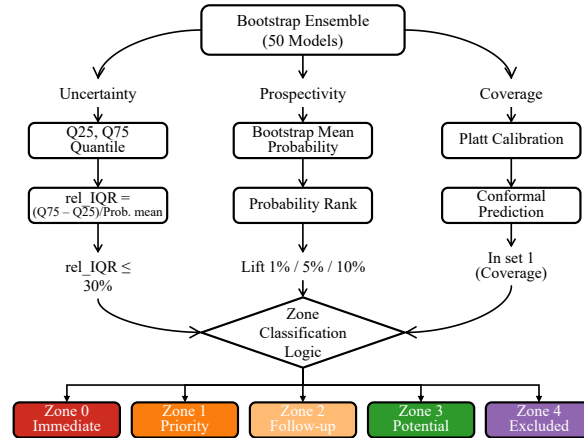 Bootstrap Ensemble
(50 Models)
Uncertainty
Prospectivity
Coverage
Q25, Q75
Quantile
Bootstrap Mean
Probability
Platt Calibration
rel_IQR =
(Q75 – Q25)/Prob. mean
Probability Rank
Conformal
Prediction
rel_IQR ≤
30%
Lift 1% / 5% / 10%
In set 1
(Coverage)
Zone
Classification
Logic
Zone 0
Immediate
Zone 1
Priority
Zone 2
Follow-up
Zone 3
Potential
Zone 4
Excluded